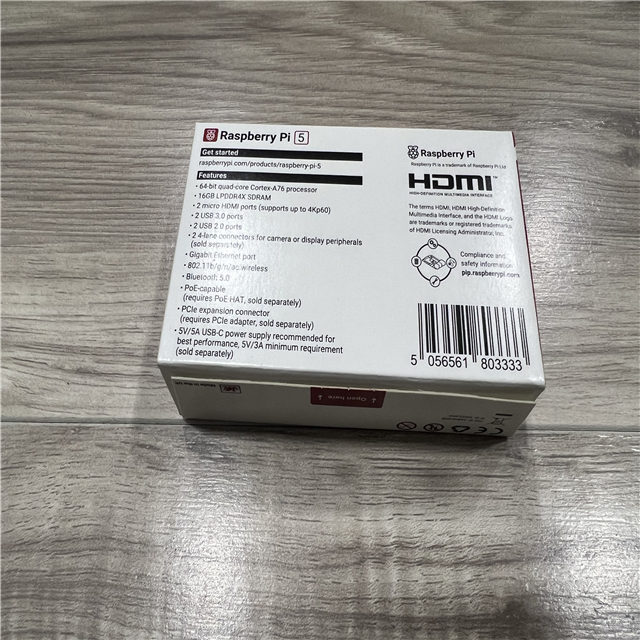 Raspberry Pi 5
Get started
raspberrypi.com/products/raspberry-pi-5
Features
• 64-bit quad-core Cortex-A76 processor
• 16GB LPDDR4X SDRAM
• 2 micro HDMI ports (supports up to 4Kp60)
• 2 USB 3.0 ports
• 2 USB 2.0 ports
• 2 4-lane connectors for camera or display peripherals
(sold separately)
• Gigabit Ethernet port
• 802.11b/g/n/ac wireless
• Bluetooth 5.0
• PoE-capable
(requires PoE HAT, sold separately)
• PCIe expansion connector
(requires PCIe adapter, sold separately)
• 5V/5A USB-C power supply recommended for
best performance, 5V/3A minimum requirement
(sold separately)
Raspberry Pi
Raspberry Pi is a trademark of Raspberry Pi Ltd
HDMI™
HIGH-DEFINITION MULTIMEDIA INTERFACE
The terms HDMI, HDMI High-Definition
Multimedia Interface, and the HDMI Logo
are trademarks or registered trademarks
of HDMI Licensing Administrator, Inc.
Compliance and
safety information
pip.raspberrypi.com
5 056561 803333
Made in the UK
Open here
CE